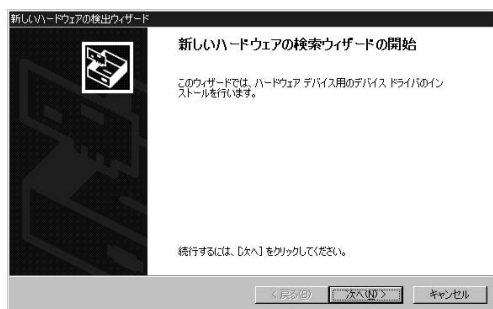 新しいハードウェアの検出ウィザード
新しいハードウェアの検索ウィザードの開始
このウィザードでは、ハードウェア デバイス用のデバイス ドライバのイン
ストールを行います。
続行するには、[次へ] をクリックしてください。
< 戻る(B) 次へ(N) > キャンセル